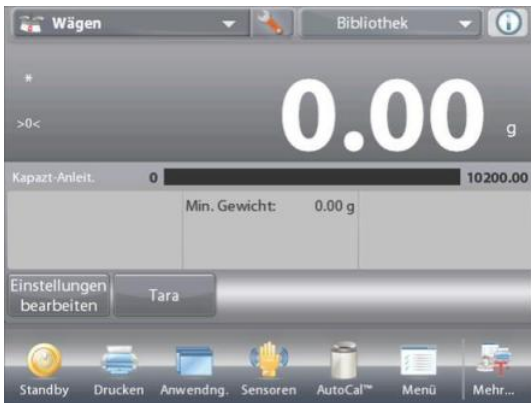 Wägen
Bibliothek
*
>0<
0.00 g
Kapazt-Anleit. 0 10200.00
Min. Gewicht: 0.00 g
Einstellungen
bearbeiten
Tara
Standby Drucken Anwendng. Sensoren AutoCal™ Menü Mehr...